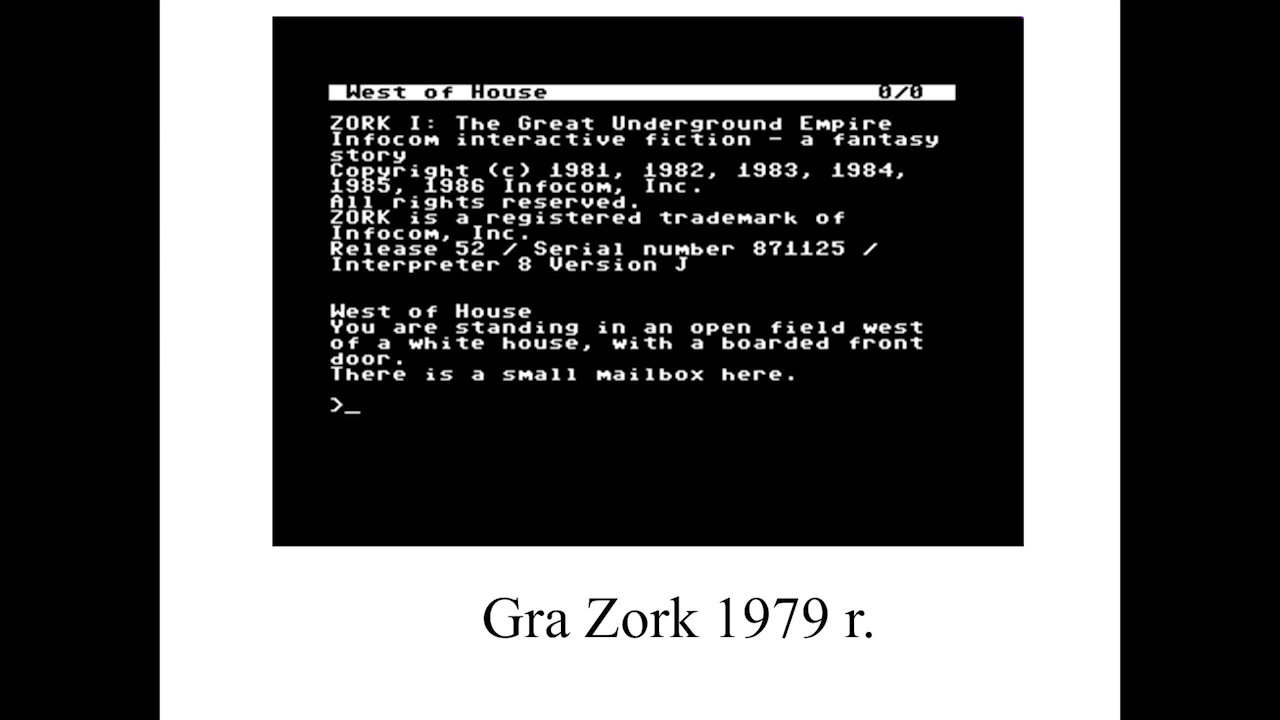 West of House 0/0
ZORK I: The Great Underground Empire
Infocom interactive fiction - a fantasy
story
Copyright (c) 1981, 1982, 1983, 1984,
1985, 1986 Infocom, Inc.
All rights reserved.
ZORK is a registered trademark of
Infocom, Inc.
Release 52 / Serial number 871125 /
Interpreter 8 Version J
West of House
You are standing in an open field west
of a white house, with a boarded front
door.
There is a small mailbox here.
>_
Gra Zork 1979 r.